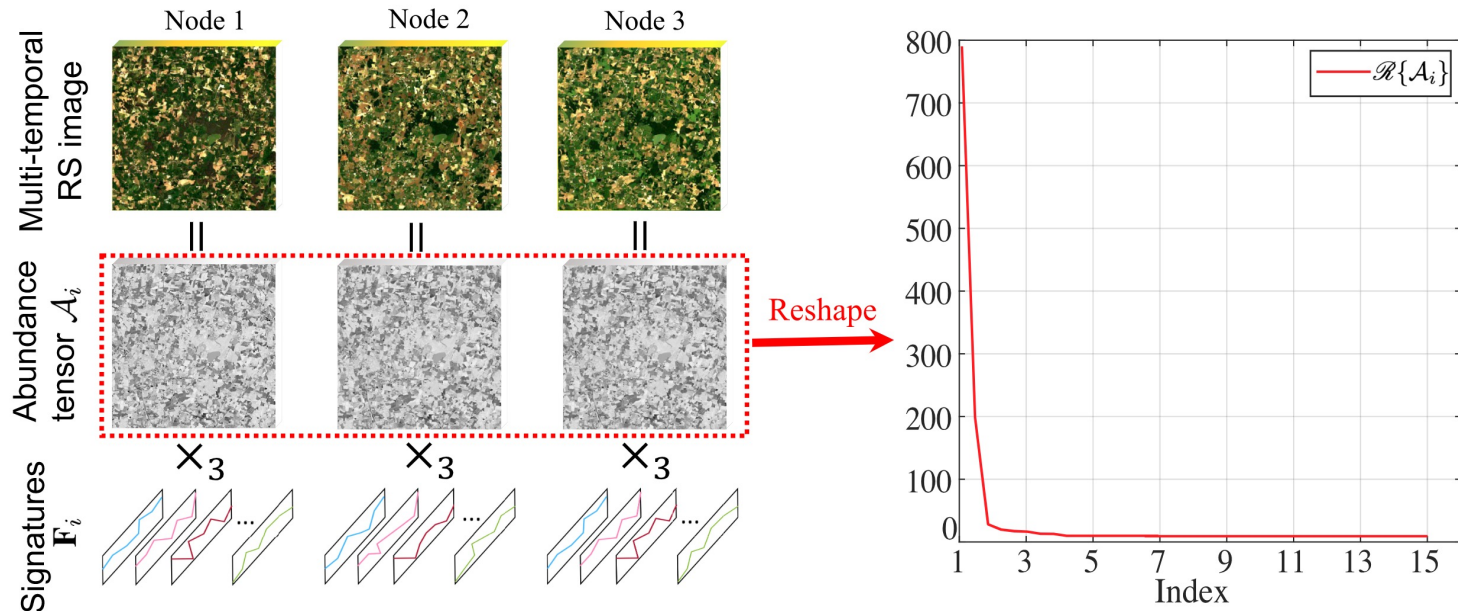 Node 1
Node 2
Node 3
Multi-temporal
RS image
=
=
=
Abundance
tensor 𝒜ᵢ
Reshape
×₃
×₃
×₃
Signatures
𝐅ᵢ
...
...
...
800
700
600
500
400
300
200
100
0
1
3
5
7
9
11
13
15
Index
ℛ{𝒜ᵢ}